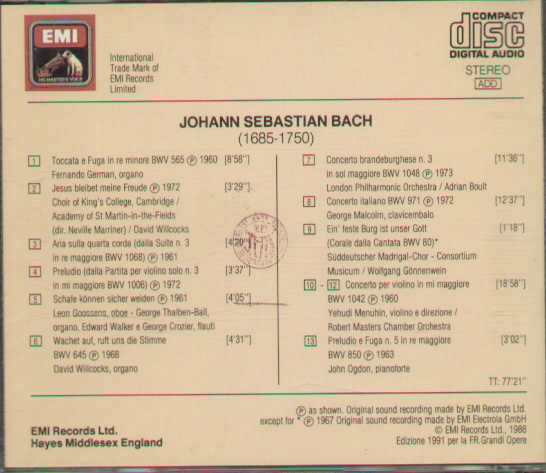 EMI
HIS MASTER'S VOICE
International
Trade Mark of
EMI Records
Limited
COMPACT
disc
DIGITAL AUDIO
STEREO
ADD
JOHANN SEBASTIAN BACH
(1685-1750)
1 Toccata e Fuga in re minore BWV 565 Ⓟ 1960 [8'58'']
Fernando German, organo
2 Jesus bleibet meine Freude Ⓟ 1972 [3'29'']
Choir of King's College, Cambridge /
Academy of St Martin-in-the-Fields
(dir. Neville Marriner) / David Willcocks
3 Aria sulla quarta corda (dalla Suite n. 3 [4'20'']
in re maggiore BWV 1068) Ⓟ 1961
4 Preludio (dalla Partita per violino solo n. 3 [3'37'']
in mi maggiore BWV 1006) Ⓟ 1972
5 Schafe können sicher weiden Ⓟ 1961 [4'05'']
Leon Goossens, oboe - George Thalben-Ball,
organo, Edward Walker e George Crozier, flauti
6 Wachet auf, ruft uns die Stimme [4'31'']
BWV 645 Ⓟ 1968
David Willcocks, organo
7 Concerto brandeburghese n. 3 [11'36'']
in sol maggiore BWV 1048 Ⓟ 1973
London Philharmonic Orchestra / Adrian Boult
8 Concerto italiano BWV 971 Ⓟ 1972 [12'37'']
George Malcolm, clavicembalo
9 Ein' feste Burg ist unser Gott [1'18'']
(Corale dalla Cantata BWV 80)*
Süddeutscher Madrigal-Chor - Consortium
Musicum / Wolfgang Gönnenwein
10 - 12 Concerto per violino in mi maggiore [18'58'']
BWV 1042 Ⓟ 1960
Yehudi Menuhin, violino e direzione /
Robert Masters Chamber Orchestra
13 Preludio e Fuga n. 5 in re maggiore [3'02'']
BWV 850 Ⓟ 1963
John Ogdon, pianoforte
TT: 77'21''
Ⓟ as shown. Original sound recording made by EMI Records Ltd.
except for * Ⓟ 1967 Original sound recording made by EMI Electrola GmbH
© EMI Records Ltd., 1988
Edizione 1991 per la FR.Grandi Opere
EMI Records Ltd.
Hayes Middlesex England